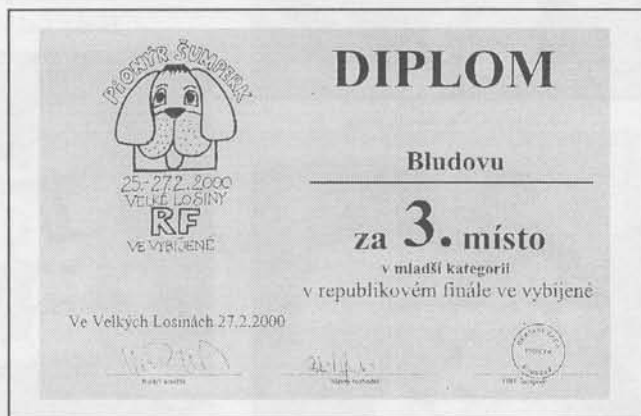 PIONÝR ŠUMPERK
25.-27.2.2000
VELKÉ LOSINY
RF
VE VYBÍJENÉ
DIPLOM
Bludovu
za 3. místo
v mladší kategorii
v republikovém finále ve vybíjené
Ve Velkých Losinách 27.2.2000